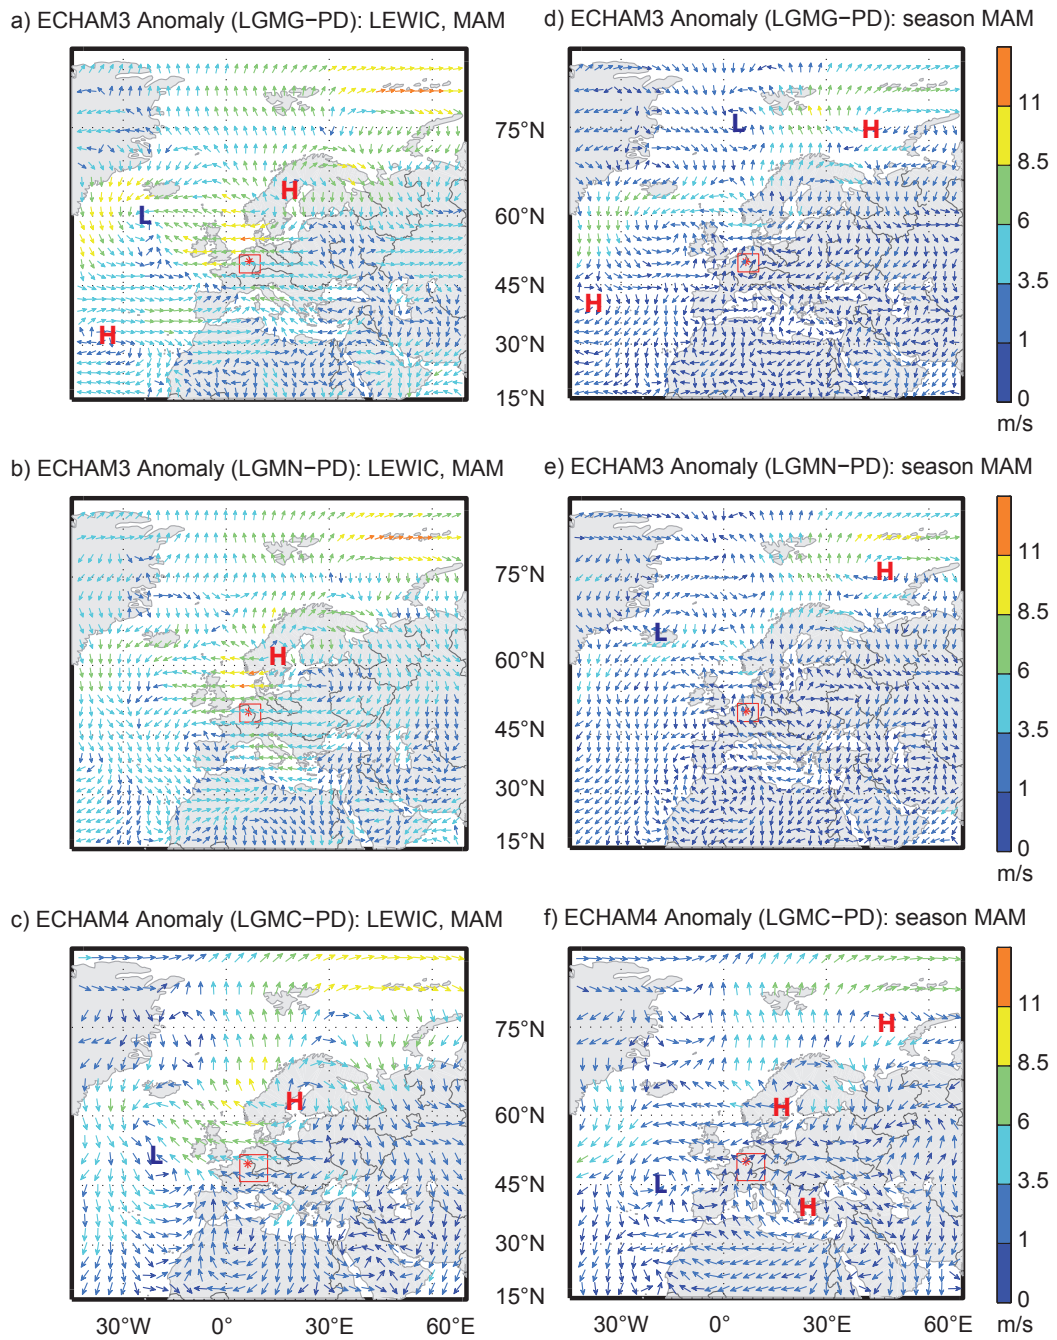 a) ECHAM3 Anomaly (LGMG−PD): LEWIC, MAM
d) ECHAM3 Anomaly (LGMG−PD): season MAM
L
H
H
75°N
60°N
45°N
30°N
15°N
L
H
H
11
8.5
6
3.5
1
0
m/s
b) ECHAM3 Anomaly (LGMN−PD): LEWIC, MAM
e) ECHAM3 Anomaly (LGMN−PD): season MAM
H
75°N
60°N
45°N
30°N
15°N
H
L
11
8.5
6
3.5
1
0
m/s
c) ECHAM4 Anomaly (LGMC−PD): LEWIC, MAM
f) ECHAM4 Anomaly (LGMC−PD): season MAM
H
L
75°N
60°N
45°N
30°N
15°N
H
H
L
H
11
8.5
6
3.5
1
0
m/s
30°W 0° 30°E 60°E
30°W 0° 30°E 60°E